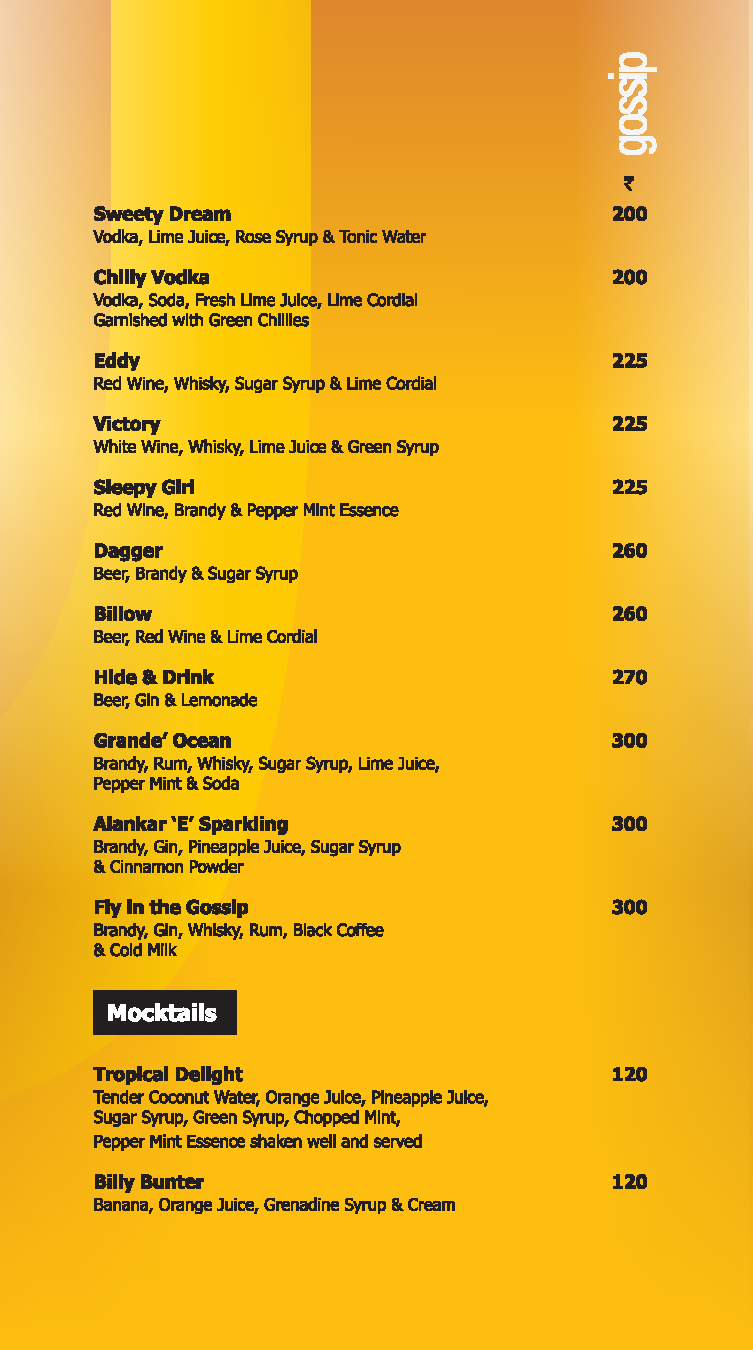 gossip
₹
Sweety Dream 200
Vodka, Lime Juice, Rose Syrup & Tonic Water
Chilly Vodka 200
Vodka, Soda, Fresh Lime Juice, Lime Cordial
Garnished with Green Chillies
Eddy 225
Red Wine, Whisky, Sugar Syrup & Lime Cordial
Victory 225
White Wine, Whisky, Lime Juice & Green Syrup
Sleepy Girl 225
Red Wine, Brandy & Pepper Mint Essence
Dagger 260
Beer, Brandy & Sugar Syrup
Billow 260
Beer, Red Wine & Lime Cordial
Hide & Drink 270
Beer, Gin & Lemonade
Grande’ Ocean 300
Brandy, Rum, Whisky, Sugar Syrup, Lime Juice,
Pepper Mint & Soda
Alankar ‘E’ Sparkling 300
Brandy, Gin, Pineapple Juice, Sugar Syrup
& Cinnamon Powder
Fly in the Gossip 300
Brandy, Gin, Whisky, Rum, Black Coffee
& Cold Milk
Mocktails
Tropical Delight 120
Tender Coconut Water, Orange Juice, Pineapple Juice,
Sugar Syrup, Green Syrup, Chopped Mint,
Pepper Mint Essence shaken well and served
Billy Bunter 120
Banana, Orange Juice, Grenadine Syrup & Cream